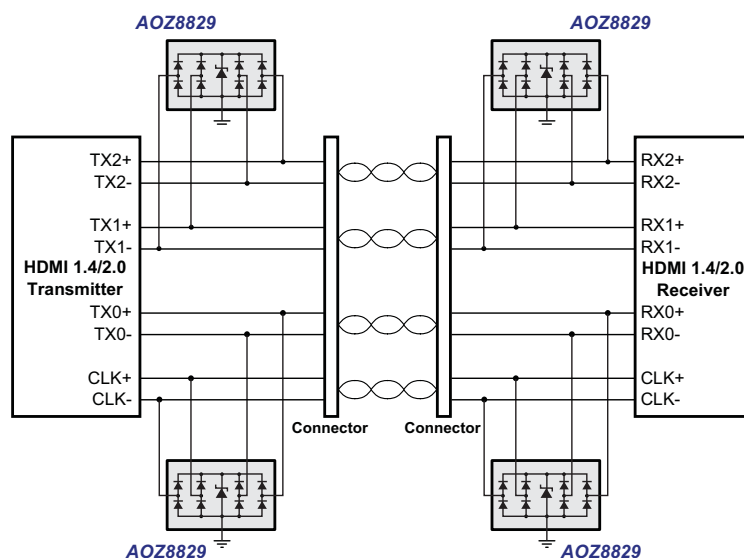 AOZ8829
AOZ8829
TX2+
TX2-
TX1+
TX1-
HDMI 1.4/2.0
Transmitter
TX0+
TX0-
CLK+
CLK-
RX2+
RX2-
RX1+
RX1-
HDMI 1.4/2.0
Receiver
RX0+
RX0-
CLK+
CLK-
Connector
Connector
AOZ8829
AOZ8829